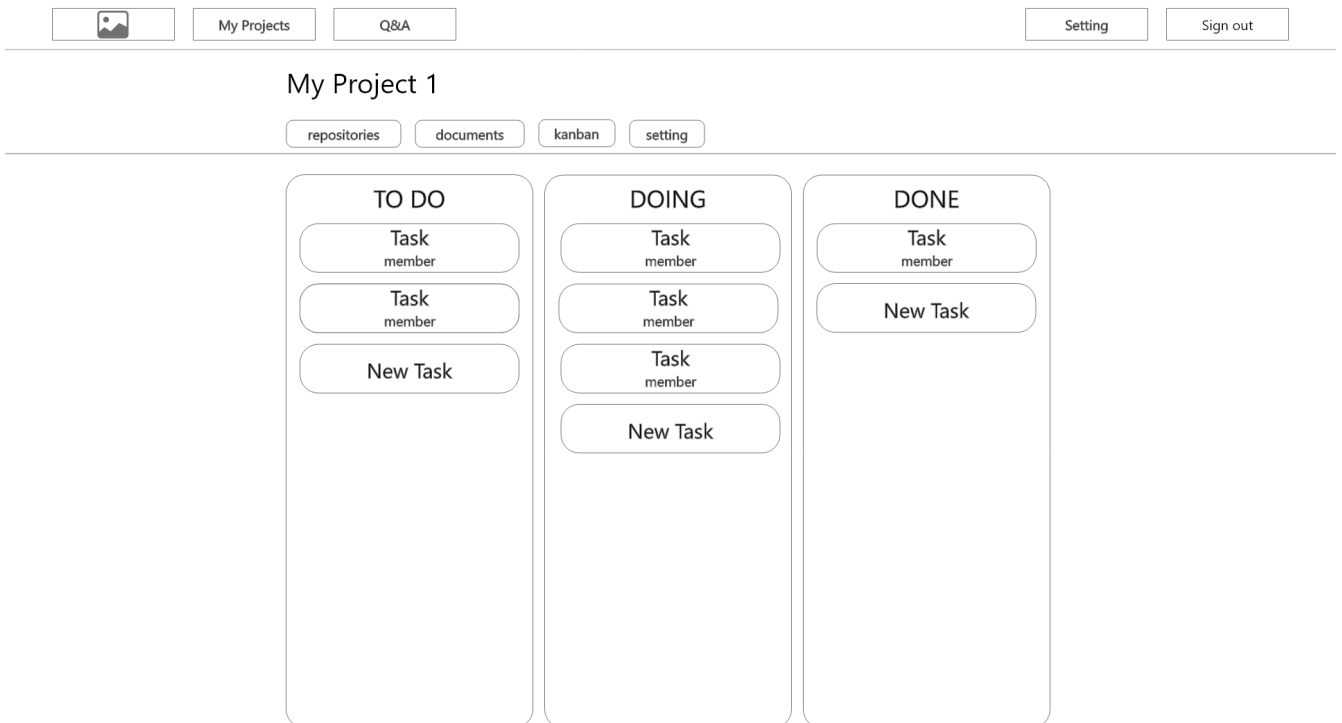 My Projects
Q&A
Setting
Sign out
My Project 1
repositories
documents
kanban
setting
TO DO
Task
member
Task
member
New Task
DOING
Task
member
Task
member
Task
member
New Task
DONE
Task
member
New Task